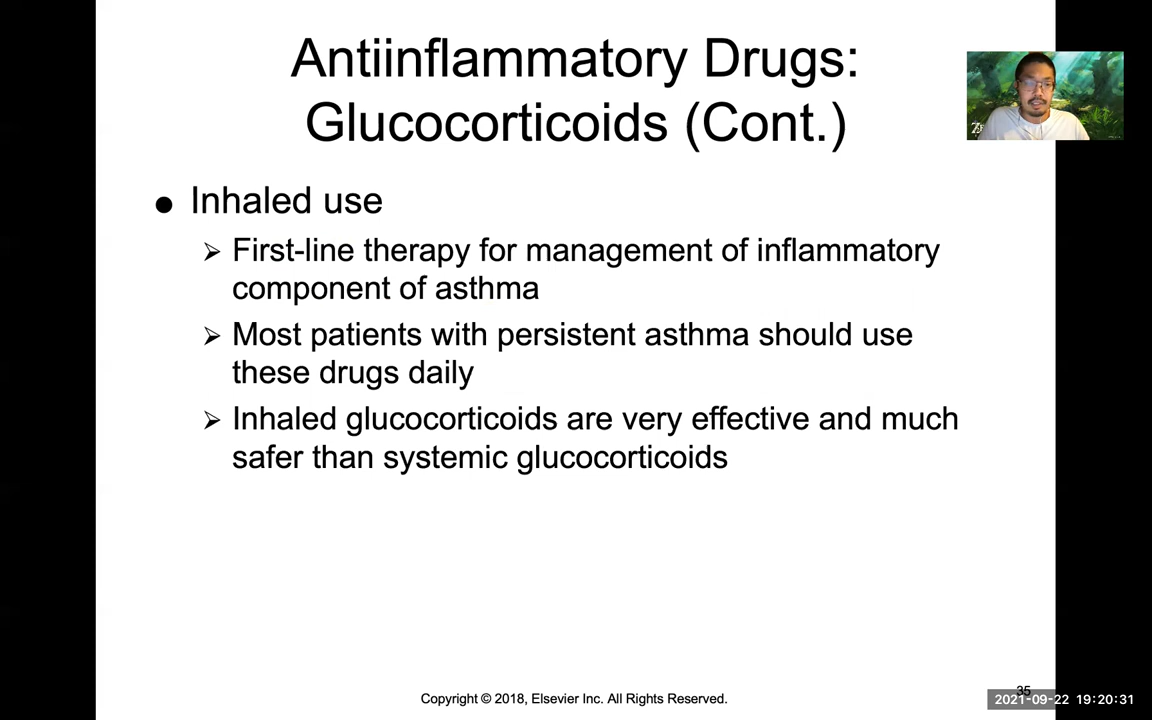 Antiinflammatory Drugs:
Glucocorticoids (Cont.)
● Inhaled use
➢ First-line therapy for management of inflammatory
component of asthma
➢ Most patients with persistent asthma should use
these drugs daily
➢ Inhaled glucocorticoids are very effective and much
safer than systemic glucocorticoids
Copyright © 2018, Elsevier Inc. All Rights Reserved.
35
2021-09-22 19:20:31